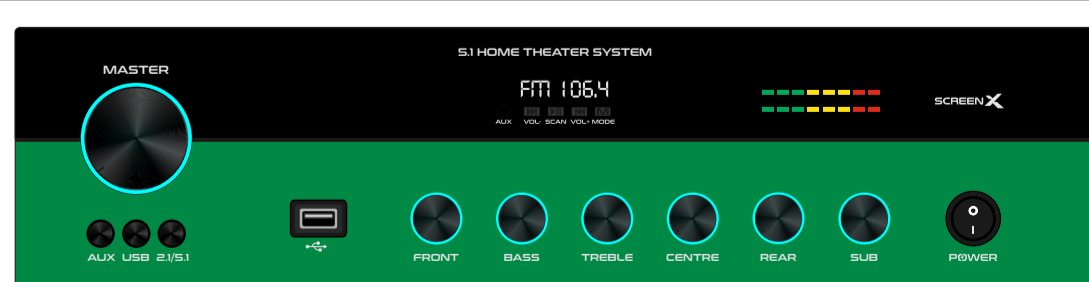 5.1 HOME THEATER SYSTEM
MASTER
FM 106.4
SCREEN X
AUX VOL- SCAN VOL+ MODE
FRONT BASS TREBLE CENTRE REAR SUB POWER
AUX USB 2.1/5.1